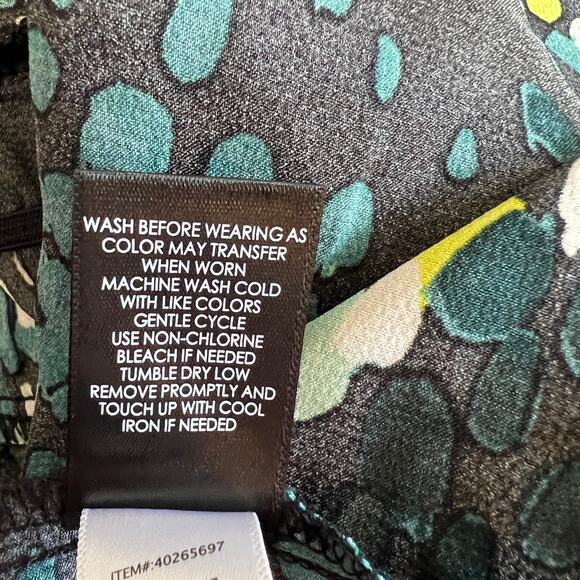 WASH BEFORE WEARING AS
COLOR MAY TRANSFER
WHEN WORN
MACHINE WASH COLD
WITH LIKE COLORS
GENTLE CYCLE
USE NON-CHLORINE
BLEACH IF NEEDED
TUMBLE DRY LOW
REMOVE PROMPTLY AND
TOUCH UP WITH COOL
IRON IF NEEDED
ITEM#:40265697